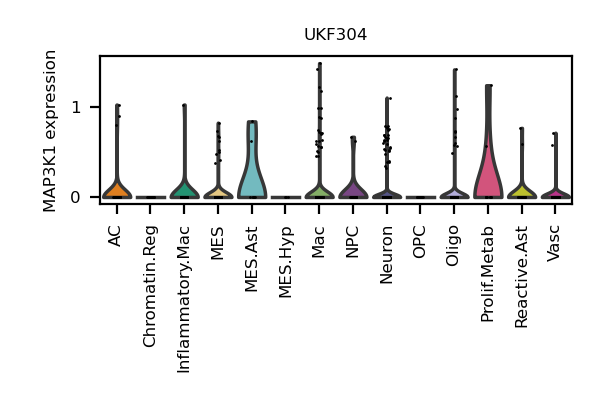 UKF304
MAP3K1 expression
1
0
AC
Chromatin.Reg
Inflammatory.Mac
MES
MES.Ast
MES.Hyp
Mac
NPC
Neuron
OPC
Oligo
Prolif.Metab
Reactive.Ast
Vasc